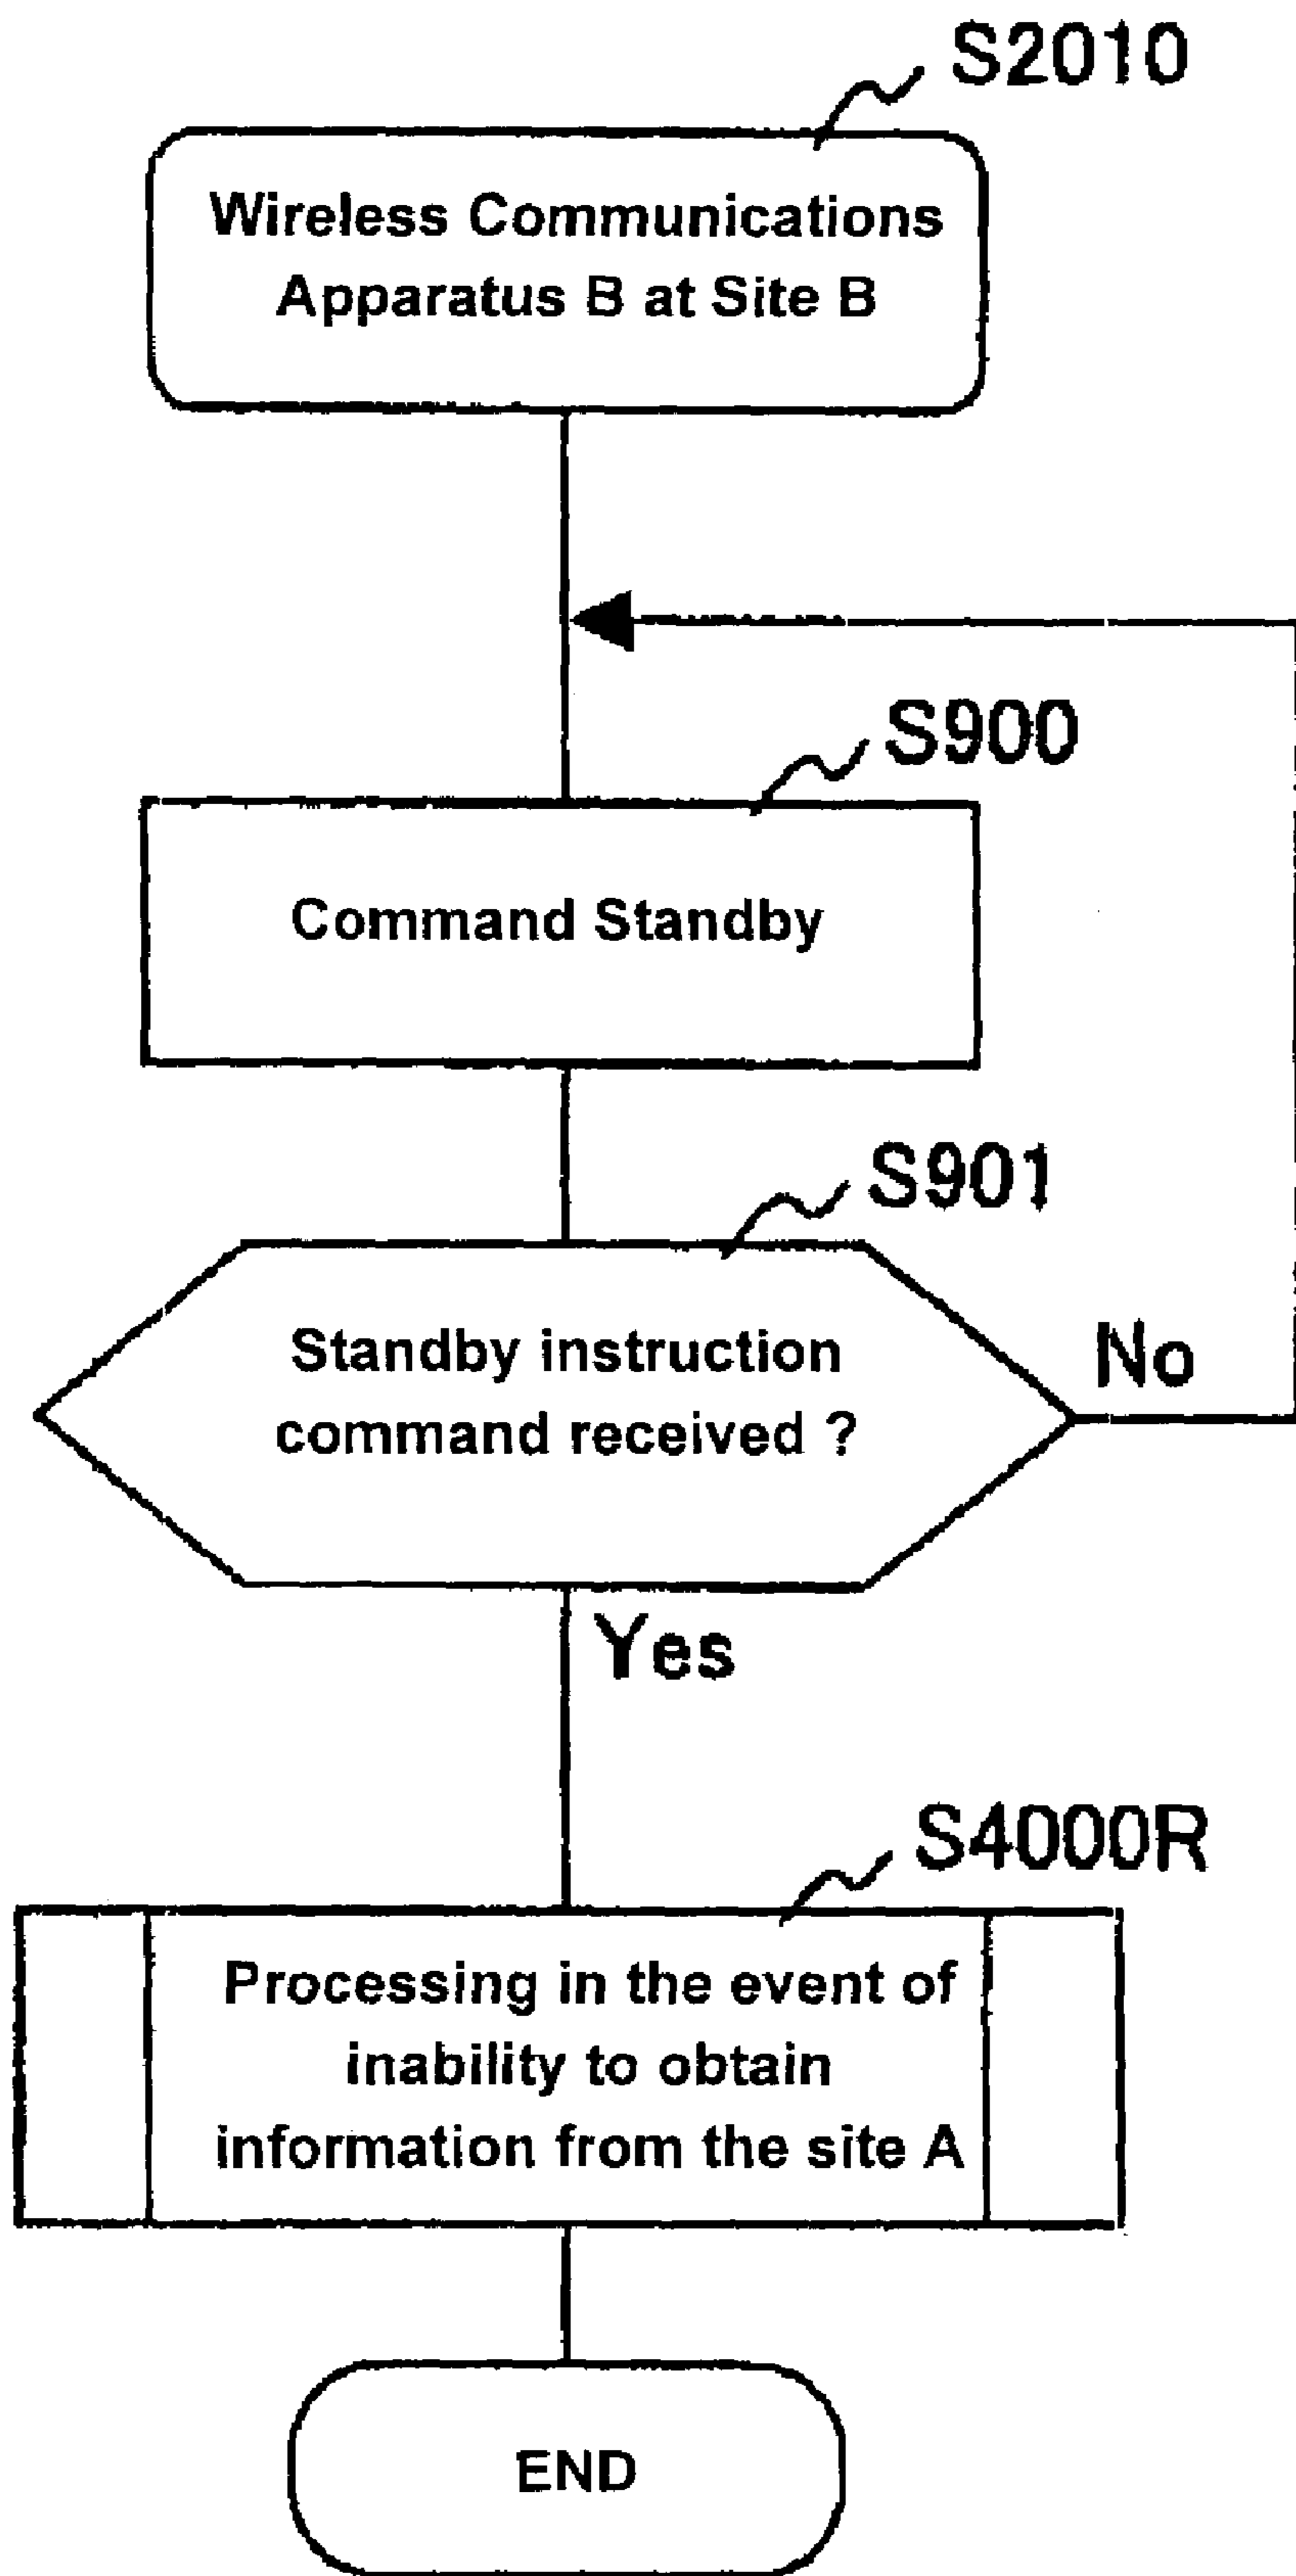 S2010
Wireless Communications
Apparatus B at Site B
S900
Command Standby
S901
Standby instruction
command received ?
No
Yes
S4000R
Processing in the event of
inability to obtain
information from the site A
END